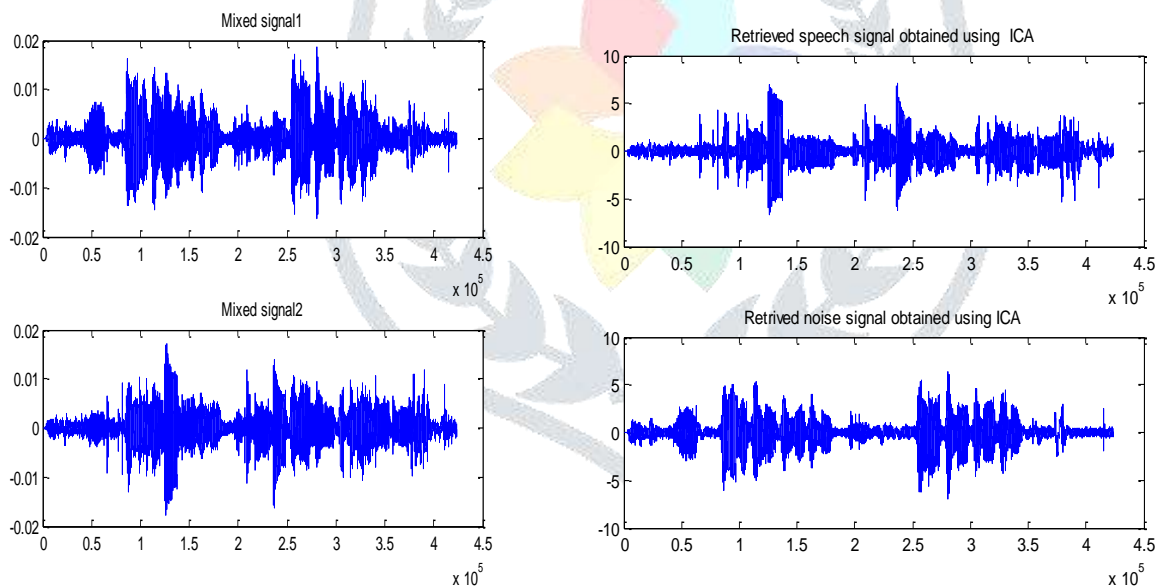 Mixed signal1
0.02
0.01
0
-0.01
-0.02
0 0.5 1 1.5 2 2.5 3 3.5 4 4.5
x 10^5
Retrieved speech signal obtained using ICA
10
5
0
-5
-10
0 0.5 1 1.5 2 2.5 3 3.5 4 4.5
x 10^5
Mixed signal2
0.02
0.01
0
-0.01
-0.02
0 0.5 1 1.5 2 2.5 3 3.5 4 4.5
x 10^5
Retrived noise signal obtained using ICA
10
5
0
-5
-10
0 0.5 1 1.5 2 2.5 3 3.5 4 4.5
x 10^5